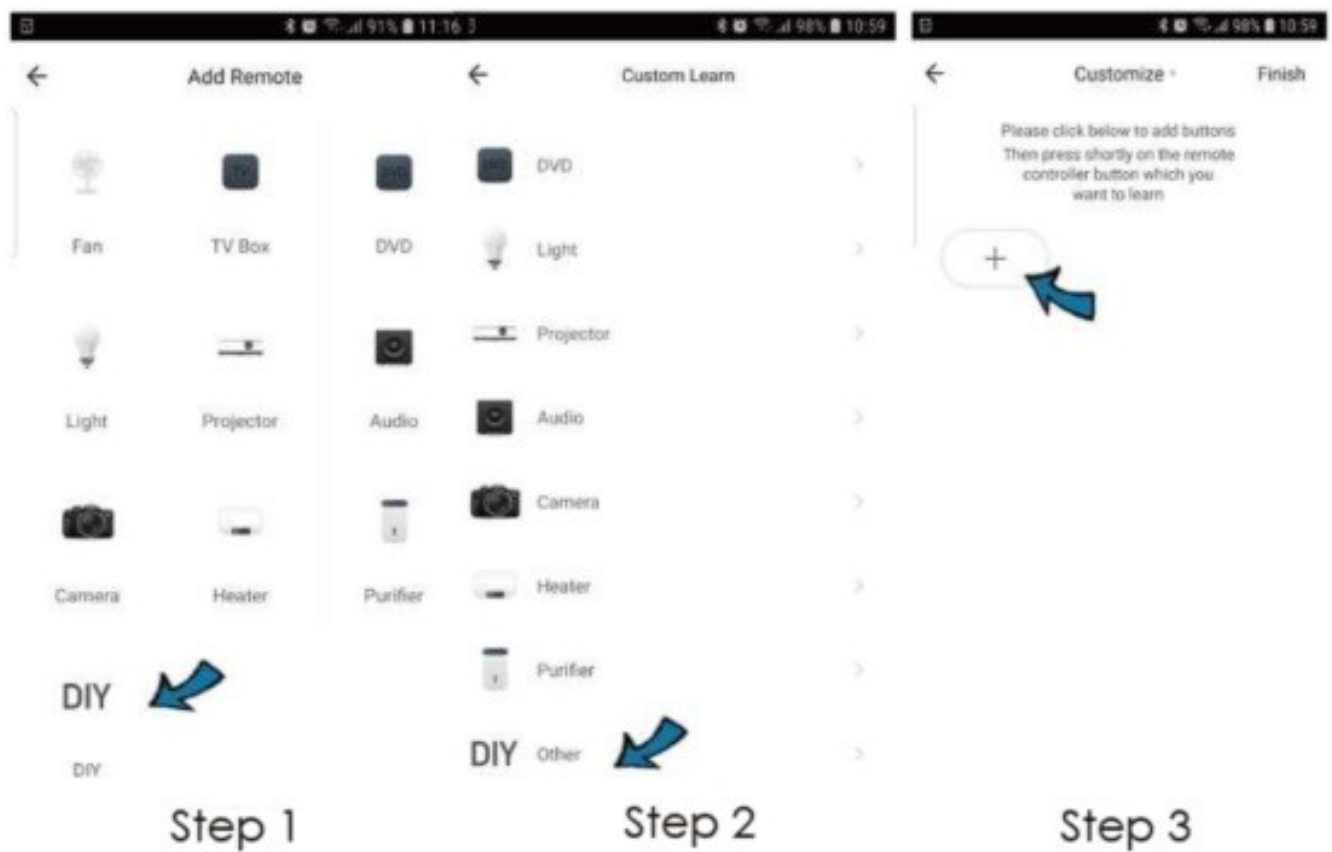 91% 11:16
Add Remote
Fan TV Box DVD
Light Projector Audio
Camera Heater Purifier
DIY
DIY
Step 1
3 98% 10:59
Custom Learn
DVD
Light
Projector
Audio
Camera
Heater
Purifier
DIY Other
Step 2
98% 10:59
Customize Finish
Please click below to add buttons
Then press shortly on the remote
controller button which you
want to learn
+
Step 3